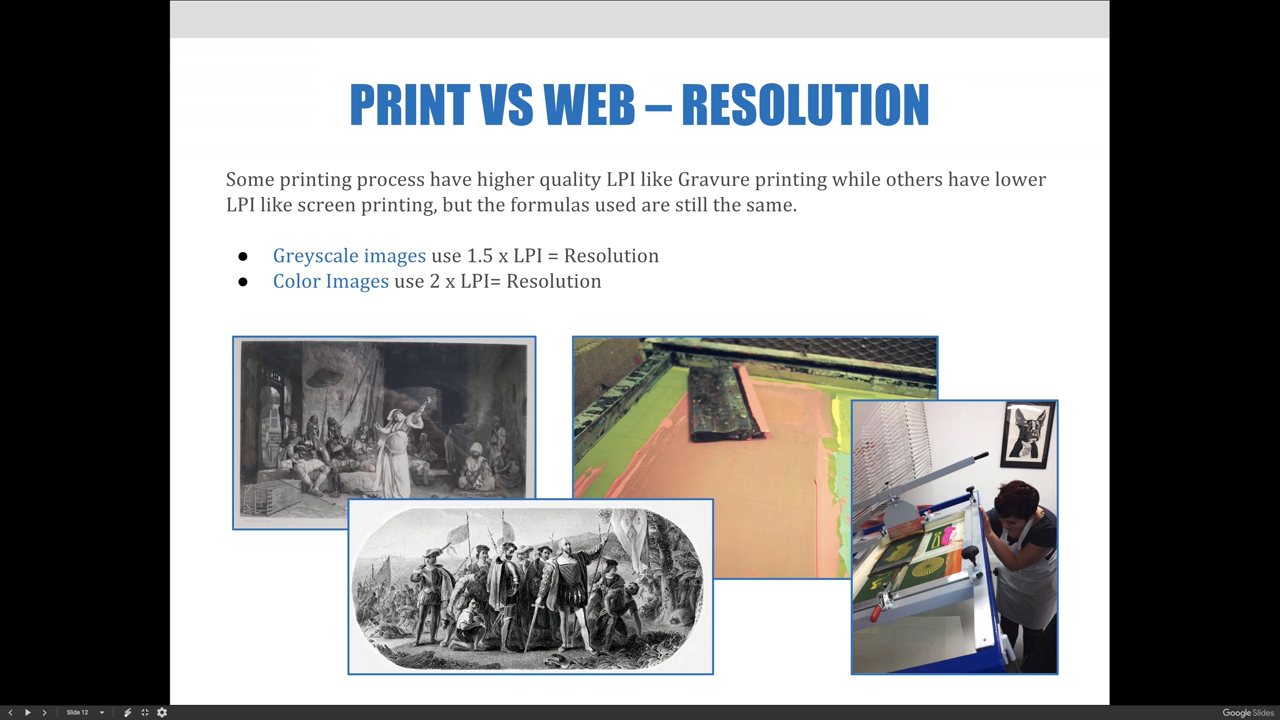 PRINT VS WEB – RESOLUTION
Some printing process have higher quality LPI like Gravure printing while others have lower
LPI like screen printing, but the formulas used are still the same.
● Greyscale images use 1.5 x LPI = Resolution
● Color Images use 2 x LPI= Resolution
Slide 12
Google Slides